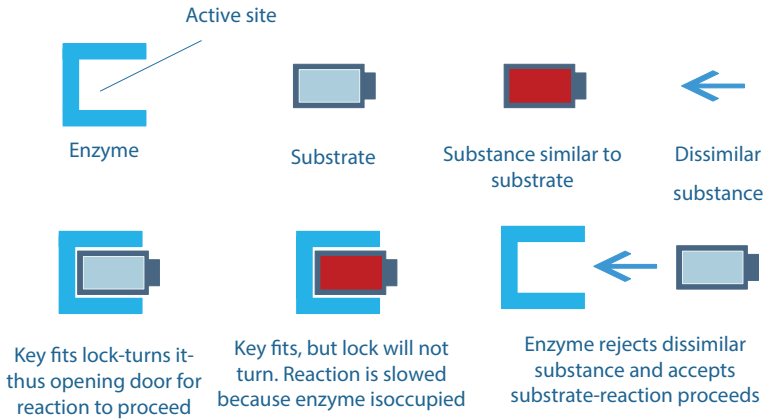 Active site
Enzyme
Substrate
Substance similar to
substrate
Dissimilar
substance
Key fits lock-turns it-
thus opening door for
reaction to proceed
Key fits, but lock will not
turn. Reaction is slowed
because enzyme isoccupied
Enzyme rejects dissimilar
substance and accepts
substrate-reaction proceeds